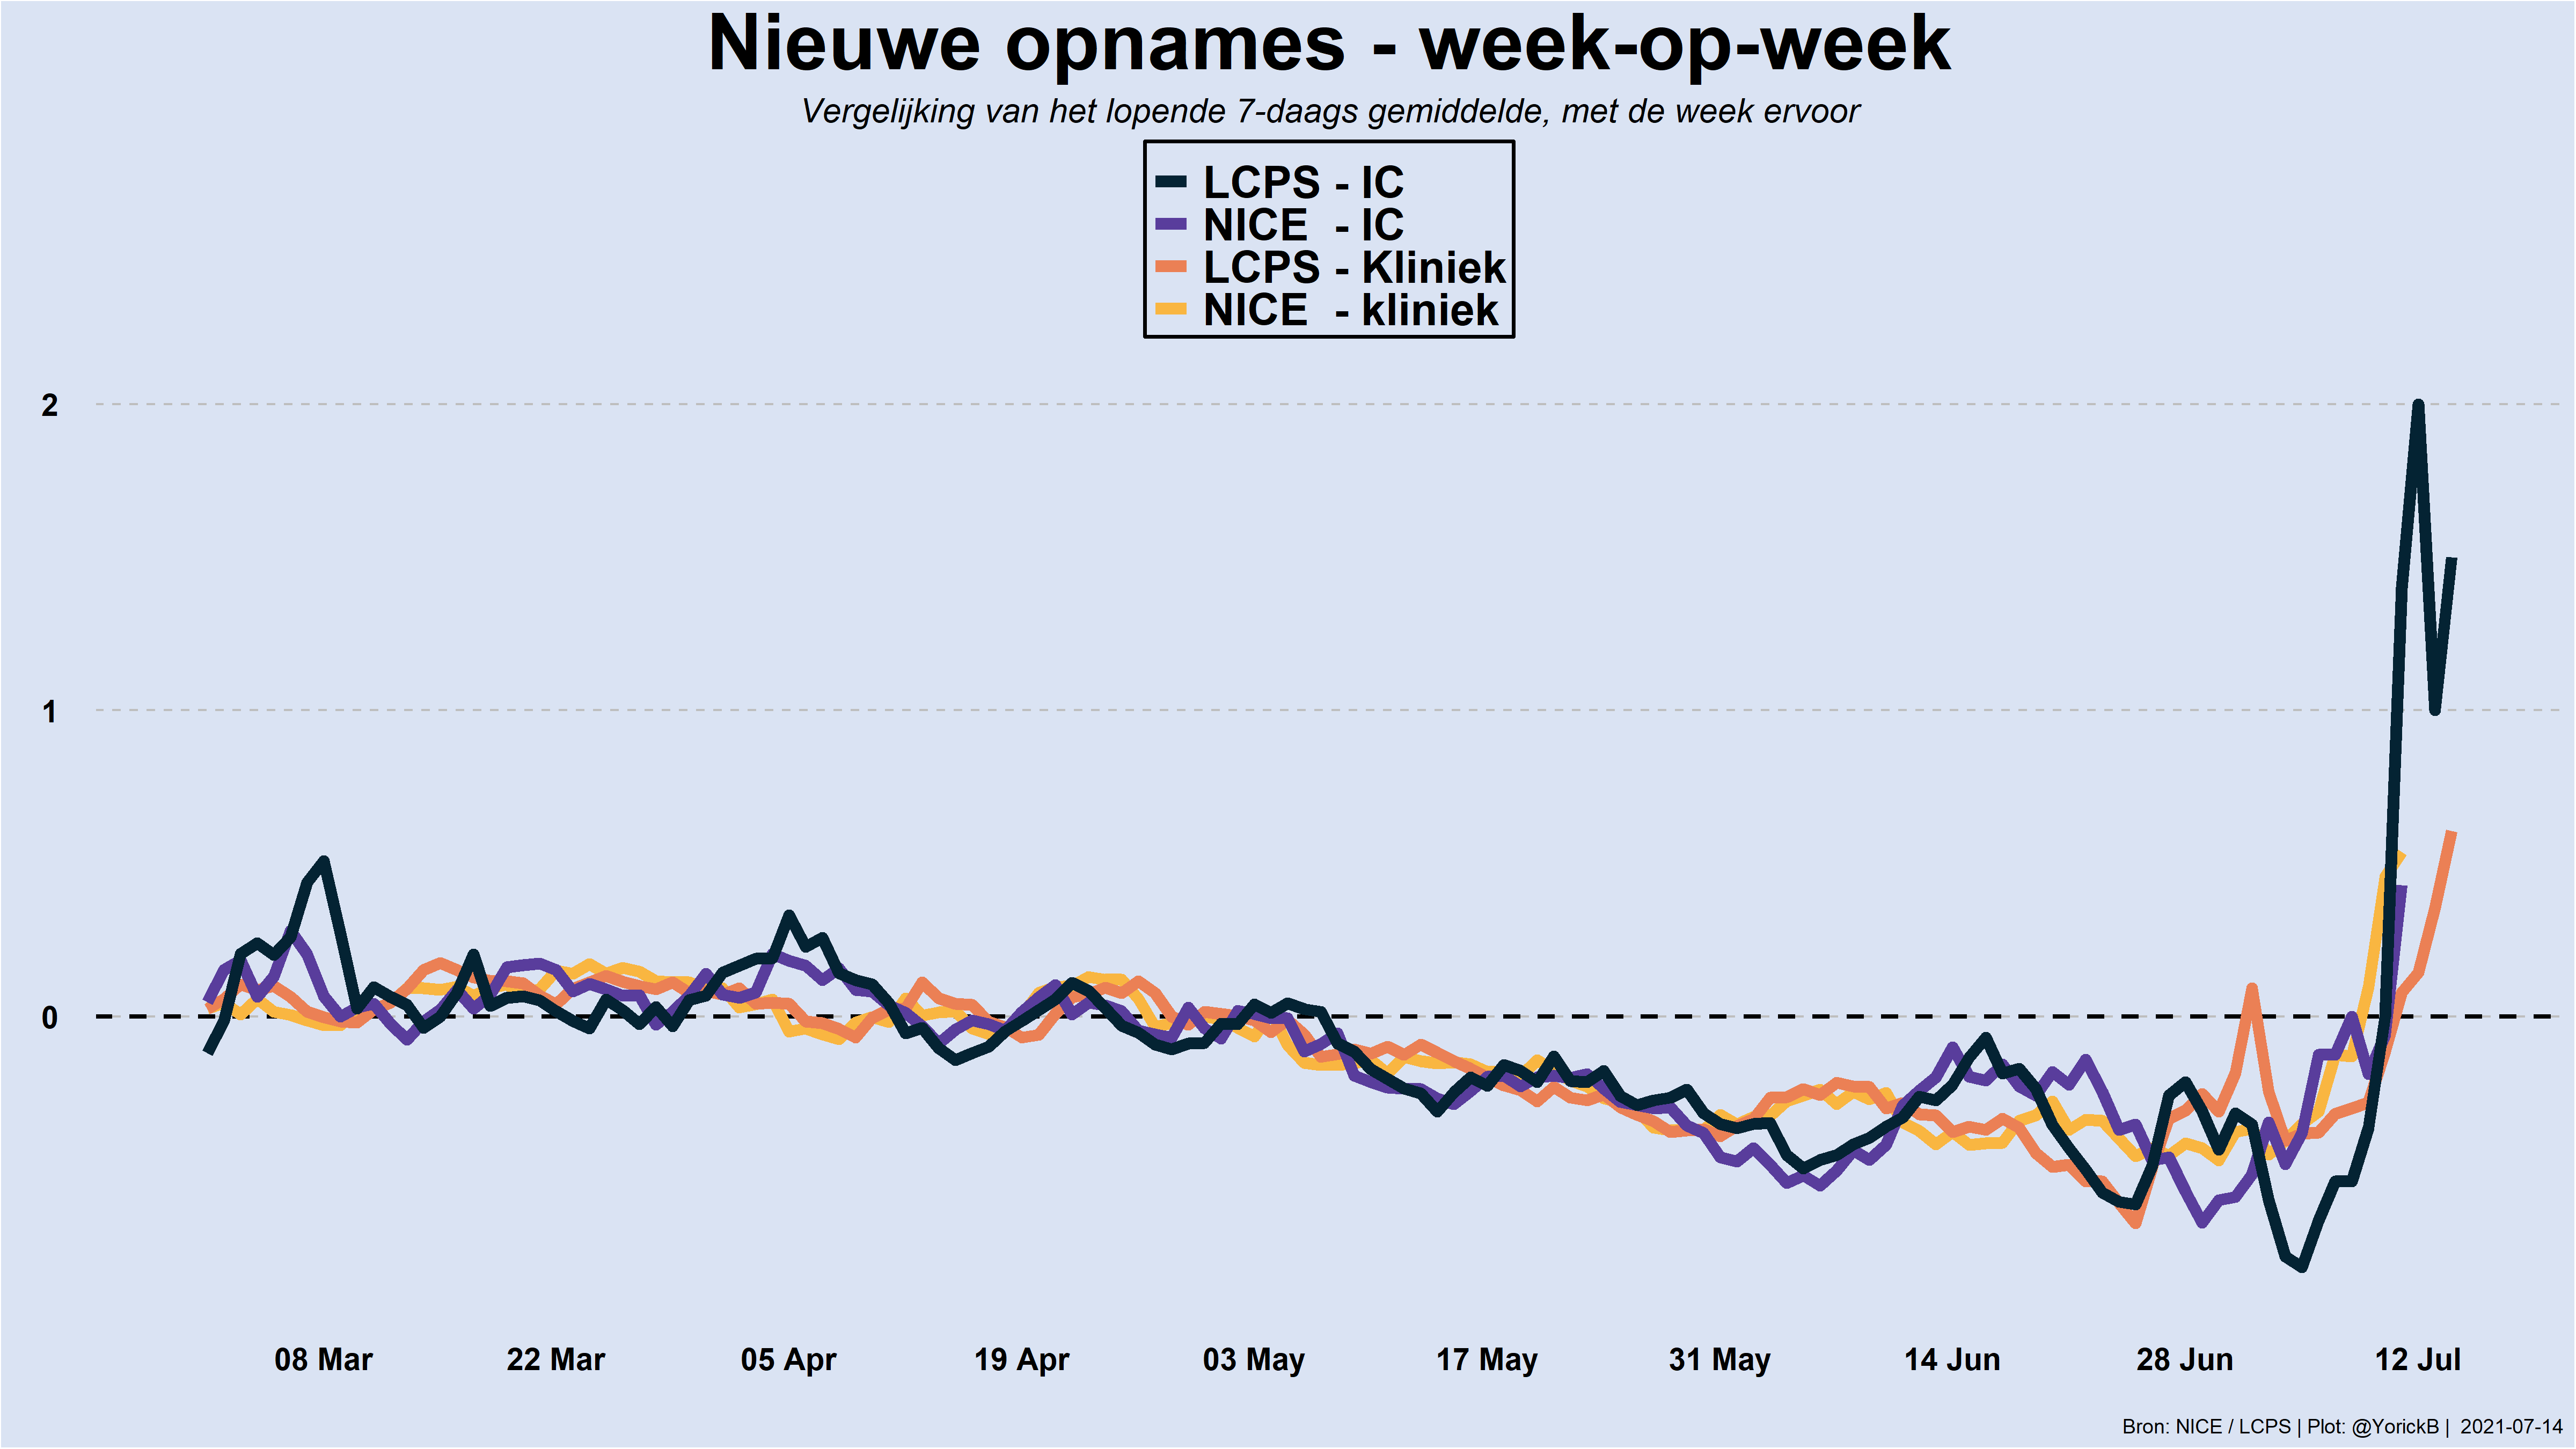 Nieuwe opnames - week-op-week
Vergelijking van het lopende 7-daags gemiddelde, met de week ervoor
LCPS - IC
NICE - IC
LCPS - Kliniek
NICE - kliniek
2
1
0
08 Mar 22 Mar 05 Apr 19 Apr 03 May 17 May 31 May 14 Jun 28 Jun 12 Jul
Bron: NICE / LCPS | Plot: @YorickB | 2021-07-14